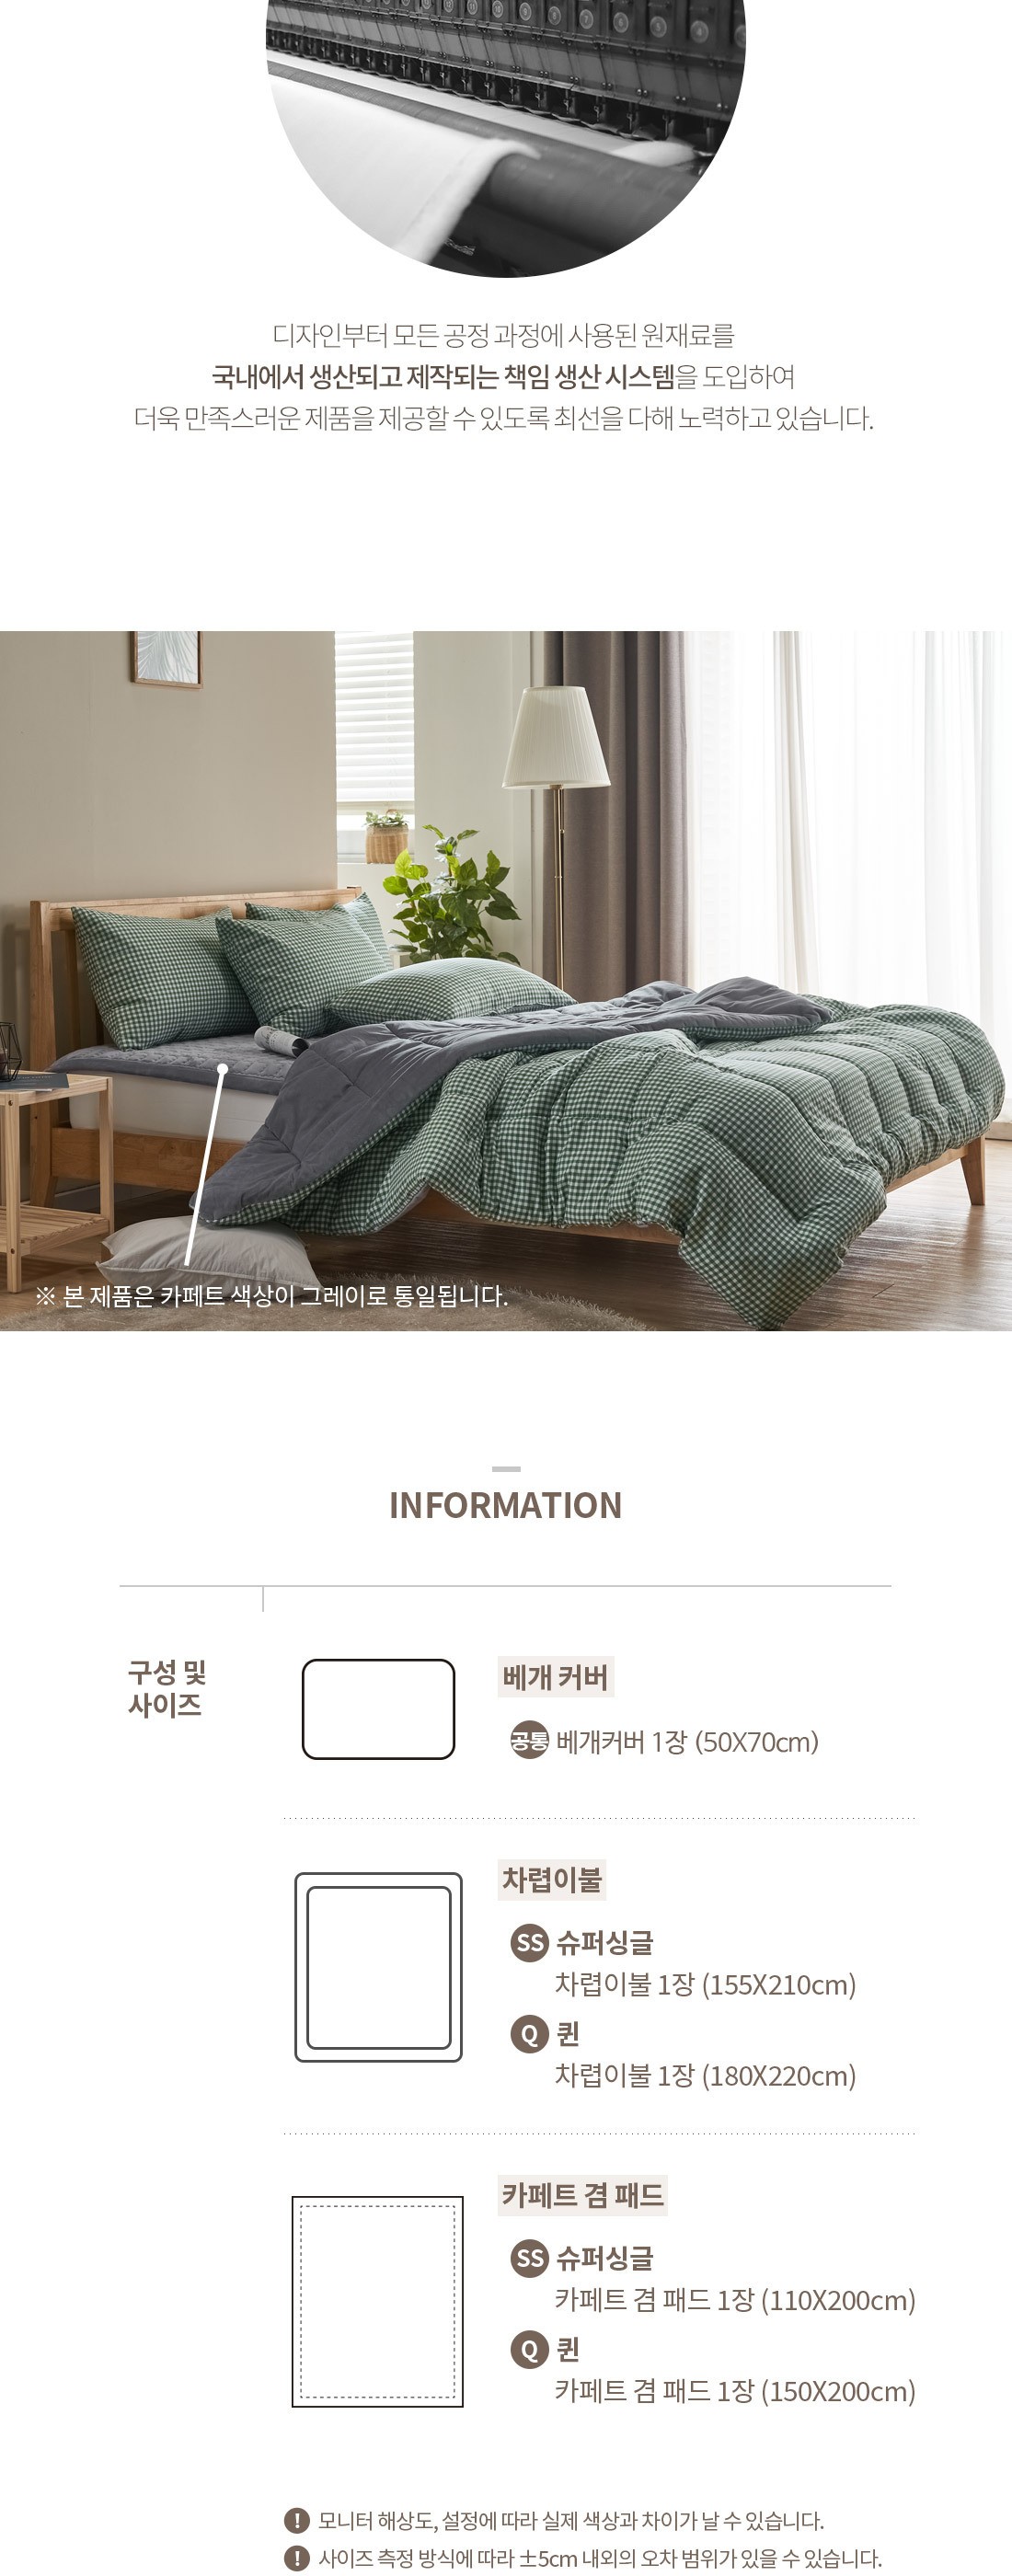 디자인부터 모든 공정 과정에 사용된 원재료를
국내에서 생산되고 제작되는 책임 생산 시스템을 도입하여
더욱 만족스러운 제품을 제공할 수 있도록 최선을 다해 노력하고 있습니다.
※ 본 제품은 카페트 색상이 그레이로 통일됩니다.
INFORMATION
구성 및
사이즈
베개 커버
공통 베개커버 1장 (50X70cm)
차렵이불
SS 슈퍼싱글
차렵이불 1장 (155X210cm)
Q 퀸
차렵이불 1장 (180X220cm)
카페트 겸 패드
SS 슈퍼싱글
카페트 겸 패드 1장 (110X200cm)
Q 퀸
카페트 겸 패드 1장 (150X200cm)
! 모니터 해상도, 설정에 따라 실제 색상과 차이가 날 수 있습니다.
! 사이즈 측정 방식에 따라 ±5cm 내외의 오차 범위가 있을 수 있습니다.